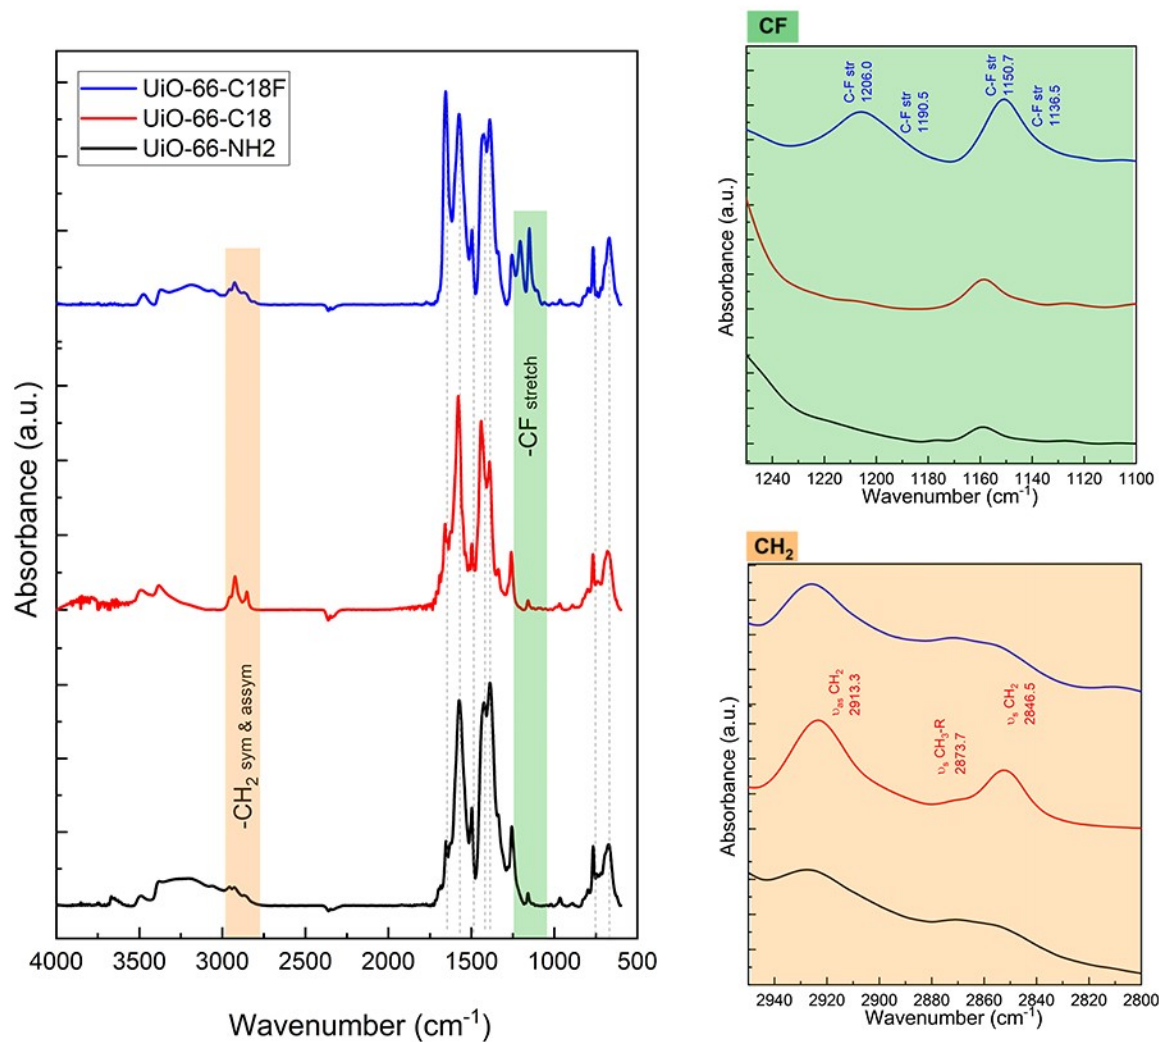 UiO-66-C18F
UiO-66-C18
UiO-66-NH2
Absorbance (a.u.)
-CH₂ sym & assym
-CF stretch
4000 3500 3000 2500 2000 1500 1000 500
Wavenumber (cm⁻¹)
CF
C-F str
1206.0
C-F str
1190.5
C-F str
1150.7
C-F str
1136.5
Absorbance (a.u.)
1240 1220 1200 1180 1160 1140 1120 1100
Wavenumber (cm⁻¹)
CH₂
υas CH₂
2913.3
υs CH₃-R
2873.7
υs CH₂
2846.5
Absorbance (a.u.)
2940 2920 2900 2880 2860 2840 2820 2800
Wavenumber (cm⁻¹)